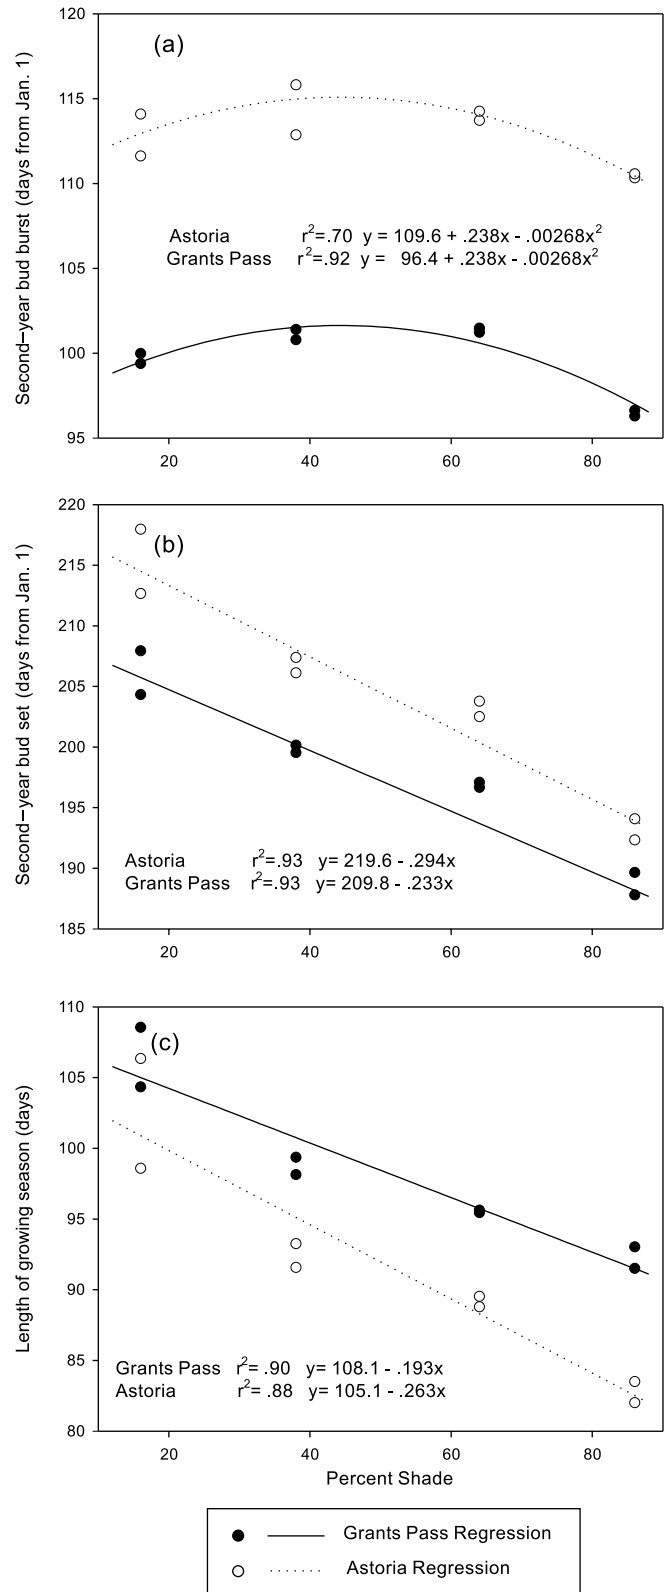 (a)
Second-year bud burst (days from Jan. 1)
120
115
110
105
100
95
Astoria r²=.70 y = 109.6 + .238x - .00268x²
Grants Pass r²=.92 y = 96.4 + .238x - .00268x²
20 40 60 80
(b)
Second-year bud set (days from Jan. 1)
220
215
210
205
200
195
190
185
Astoria r²=.93 y= 219.6 - .294x
Grants Pass r²=.93 y= 209.8 - .233x
20 40 60 80
(c)
Length of growing season (days)
110
105
100
95
90
85
80
Grants Pass r²= .90 y= 108.1 - .193x
Astoria r²= .88 y= 105.1 - .263x
20 40 60 80
Percent Shade
Grants Pass Regression
Astoria Regression